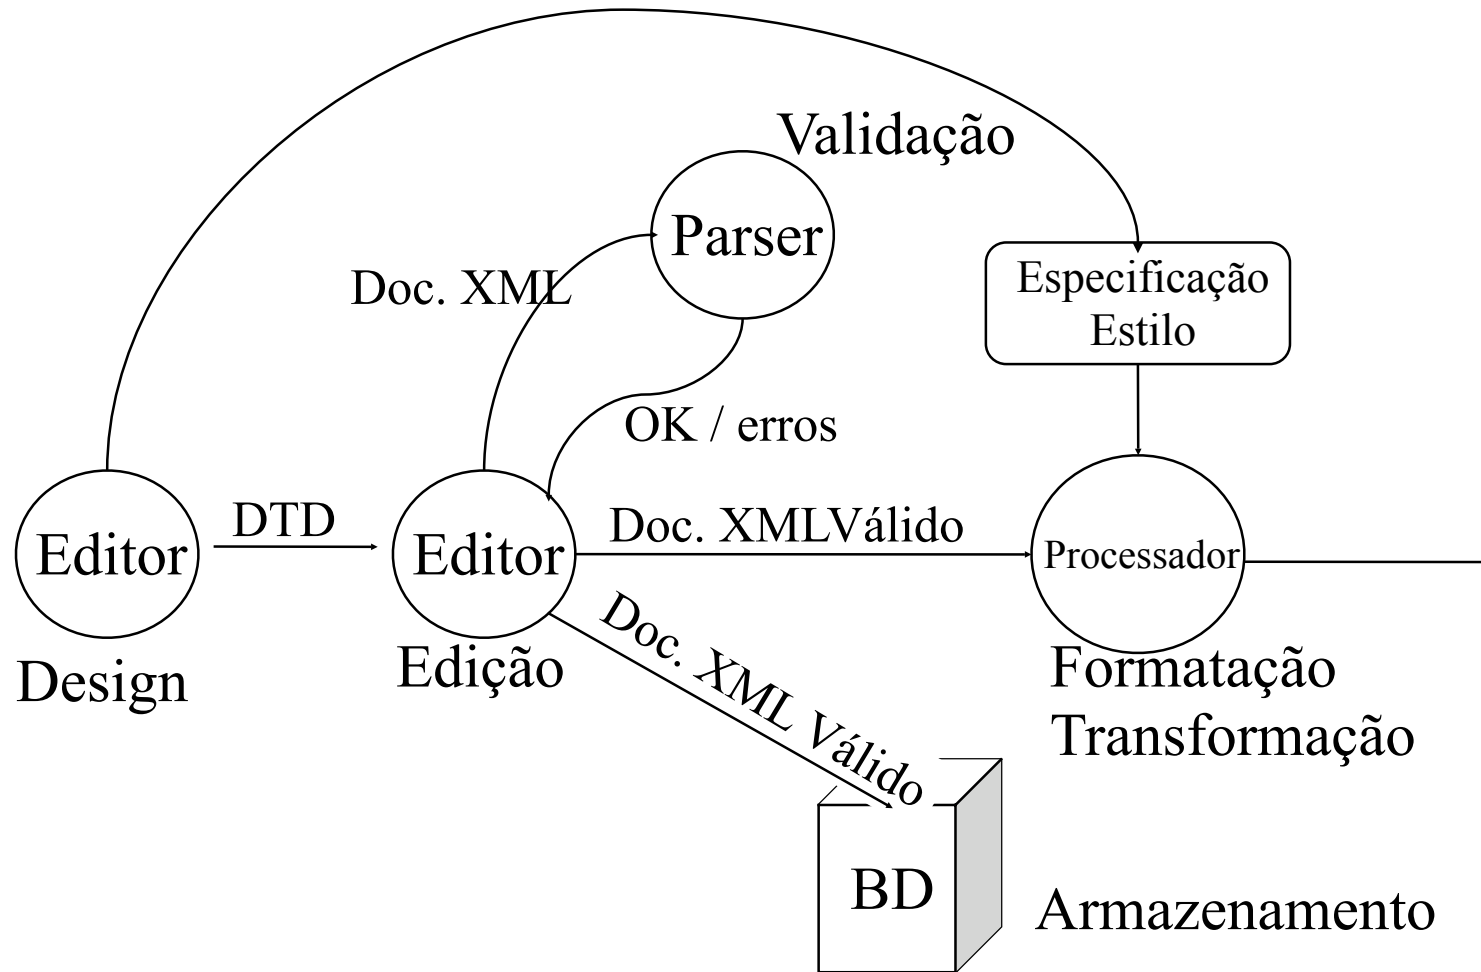 Validação
Parser
Doc. XML
Especificação
Estilo
OK / erros
DTD
Doc. XMLVálido
Editor
Editor
Processador
Doc. XML Válido
Design
Edição
Formatação
Transformação
BD
Armazenamento